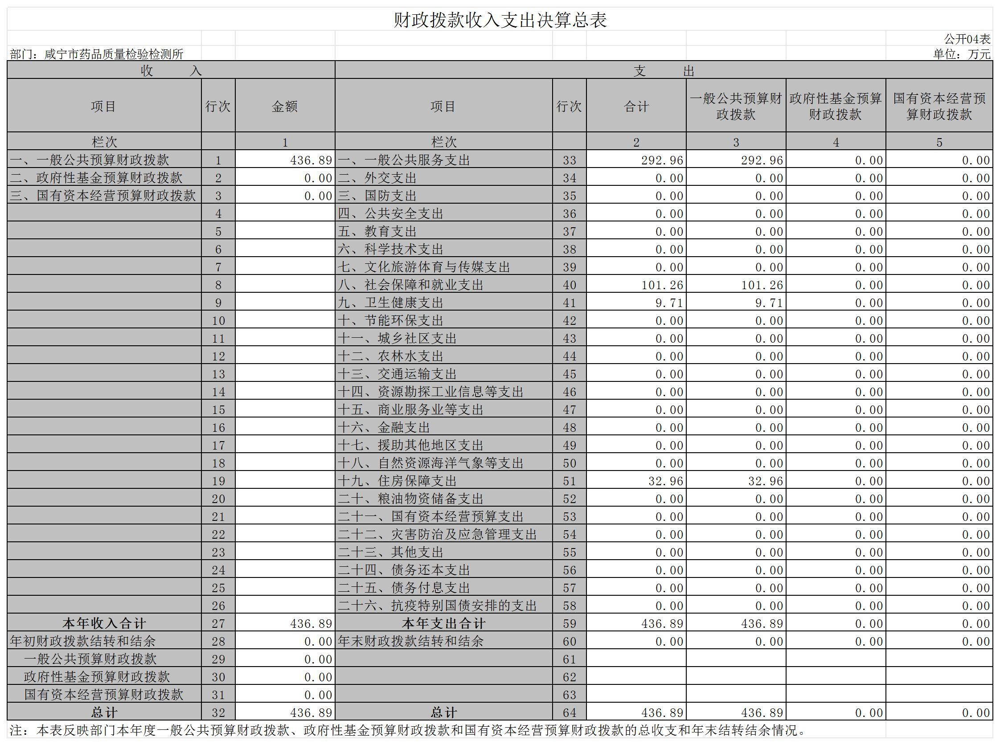 财政拨款收入支出决算总表
公开04表
部门：咸宁市药品质量检验检测所 单位：万元
收 入 支 出
项目 行次 金额 项目 行次 合计 一般公共预算财政拨款 政府性基金预算财政拨款 国有资本经营预算财政拨款
栏次 1 栏次 2 3 4 5
一、一般公共预算财政拨款 1 436.89 一、一般公共服务支出 33 292.96 292.96 0.00 0.00
二、政府性基金预算财政拨款 2 0.00 二、外交支出 34 0.00 0.00 0.00 0.00
三、国有资本经营预算财政拨款 3 0.00 三、国防支出 35 0.00 0.00 0.00 0.00
4 四、公共安全支出 36 0.00 0.00 0.00 0.00
5 五、教育支出 37 0.00 0.00 0.00 0.00
6 六、科学技术支出 38 0.00 0.00 0.00 0.00
7 七、文化旅游体育与传媒支出 39 0.00 0.00 0.00 0.00
8 八、社会保障和就业支出 40 101.26 101.26 0.00 0.00
9 九、卫生健康支出 41 9.71 9.71 0.00 0.00
10 十、节能环保支出 42 0.00 0.00 0.00 0.00
11 十一、城乡社区支出 43 0.00 0.00 0.00 0.00
12 十二、农林水支出 44 0.00 0.00 0.00 0.00
13 十三、交通运输支出 45 0.00 0.00 0.00 0.00
14 十四、资源勘探工业信息等支出 46 0.00 0.00 0.00 0.00
15 十五、商业服务业等支出 47 0.00 0.00 0.00 0.00
16 十六、金融支出 48 0.00 0.00 0.00 0.00
17 十七、援助其他地区支出 49 0.00 0.00 0.00 0.00
18 十八、自然资源海洋气象等支出 50 0.00 0.00 0.00 0.00
19 十九、住房保障支出 51 32.96 32.96 0.00 0.00
20 二十、粮油物资储备支出 52 0.00 0.00 0.00 0.00
21 二十一、国有资本经营预算支出 53 0.00 0.00 0.00 0.00
22 二十二、灾害防治及应急管理支出 54 0.00 0.00 0.00 0.00
23 二十三、其他支出 55 0.00 0.00 0.00 0.00
24 二十四、债务还本支出 56 0.00 0.00 0.00 0.00
25 二十五、债务付息支出 57 0.00 0.00 0.00 0.00
26 二十六、抗疫特别国债安排的支出 58 0.00 0.00 0.00 0.00
本年收入合计 27 436.89 本年支出合计 59 436.89 436.89 0.00 0.00
年初财政拨款结转和结余 28 0.00 年末财政拨款结转和结余 60 0.00 0.00 0.00 0.00
一般公共预算财政拨款 29 0.00 61
政府性基金预算财政拨款 30 0.00 62
国有资本经营预算财政拨款 31 0.00 63
总计 32 436.89 总计 64 436.89 436.89 0.00 0.00
注：本表反映部门本年度一般公共预算财政拨款、政府性基金预算财政拨款和国有资本经营预算财政拨款的总收支和年末结转结余情况。